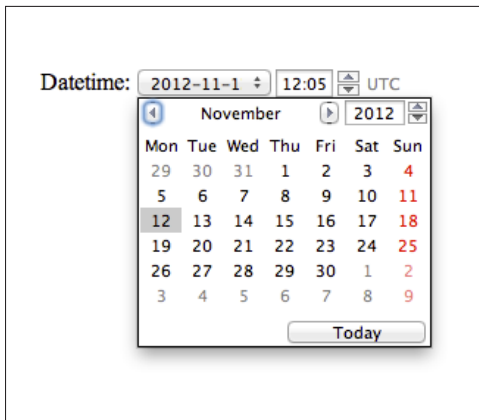 Datetime: 2012-11-1 12:05 UTC
November 2012
Mon Tue Wed Thu Fri Sat Sun
29 30 31 1 2 3 4
5 6 7 8 9 10 11
12 13 14 15 16 17 18
19 20 21 22 23 24 25
26 27 28 29 30 1 2
3 4 5 6 7 8 9
Today